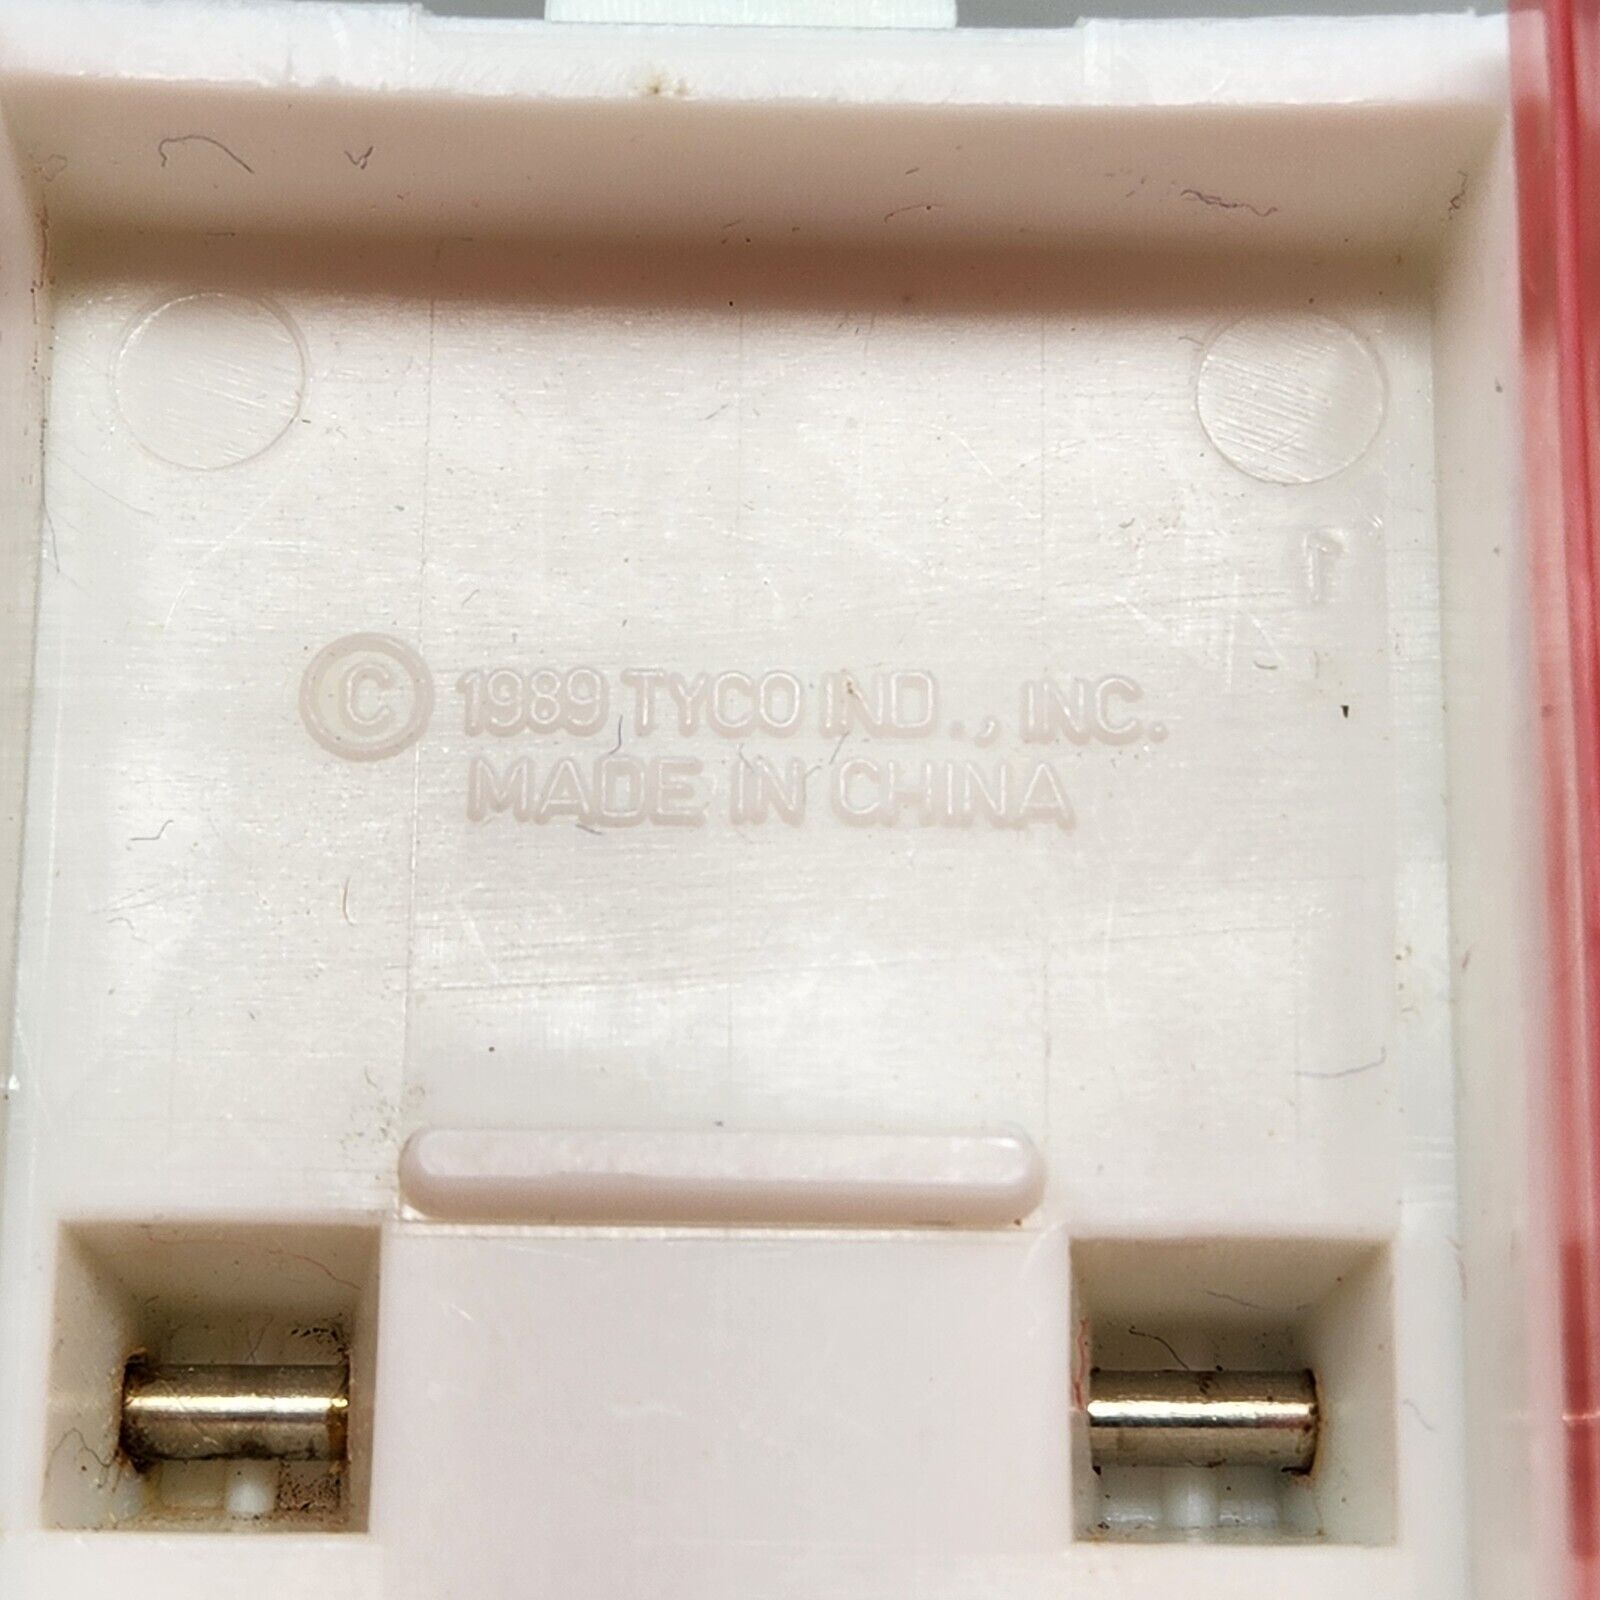 © 1989 TYCO IND., INC.
MADE IN CHINA